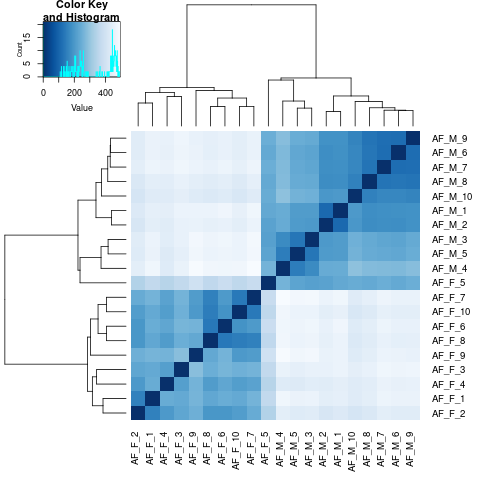 Color Key
and Histogram
Count
0 5 15
0 200 400
Value
AF_M_9
AF_M_6
AF_M_7
AF_M_8
AF_M_10
AF_M_1
AF_M_2
AF_M_3
AF_M_5
AF_M_4
AF_F_5
AF_F_7
AF_F_10
AF_F_6
AF_F_8
AF_F_9
AF_F_3
AF_F_4
AF_F_1
AF_F_2
AF_F_2
AF_F_1
AF_F_4
AF_F_3
AF_F_9
AF_F_8
AF_F_6
AF_F_10
AF_F_7
AF_F_5
AF_M_4
AF_M_5
AF_M_3
AF_M_2
AF_M_1
AF_M_10
AF_M_8
AF_M_7
AF_M_6
AF_M_9